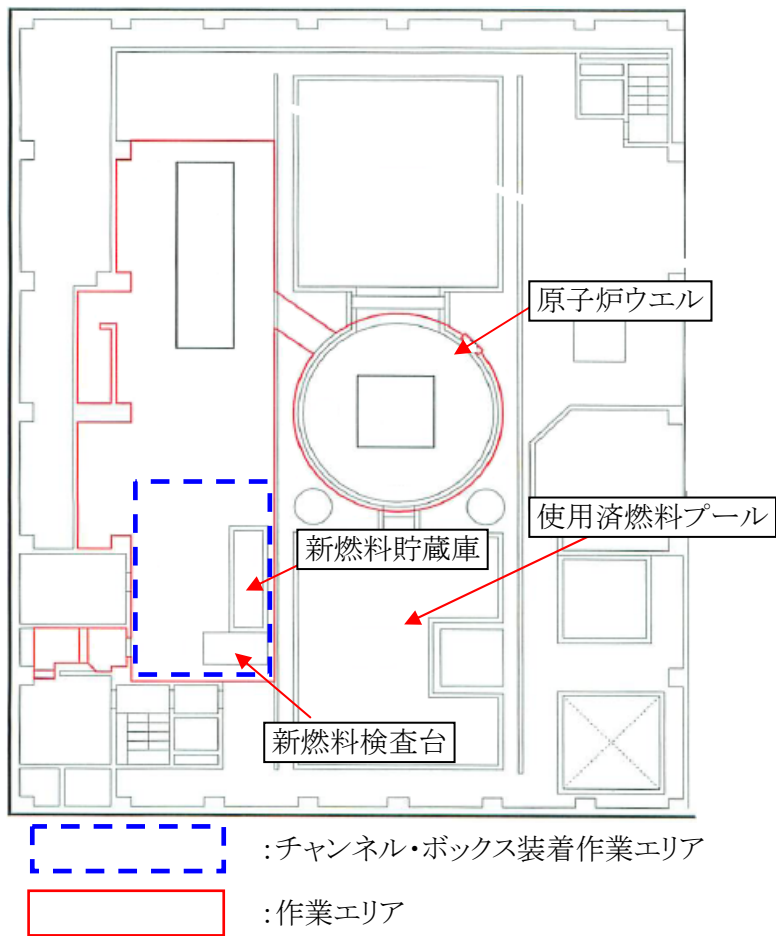 原子炉ウエル
使用済燃料プール
新燃料貯蔵庫
新燃料検査台
:チャンネル・ボックス装着作業エリア
:作業エリア